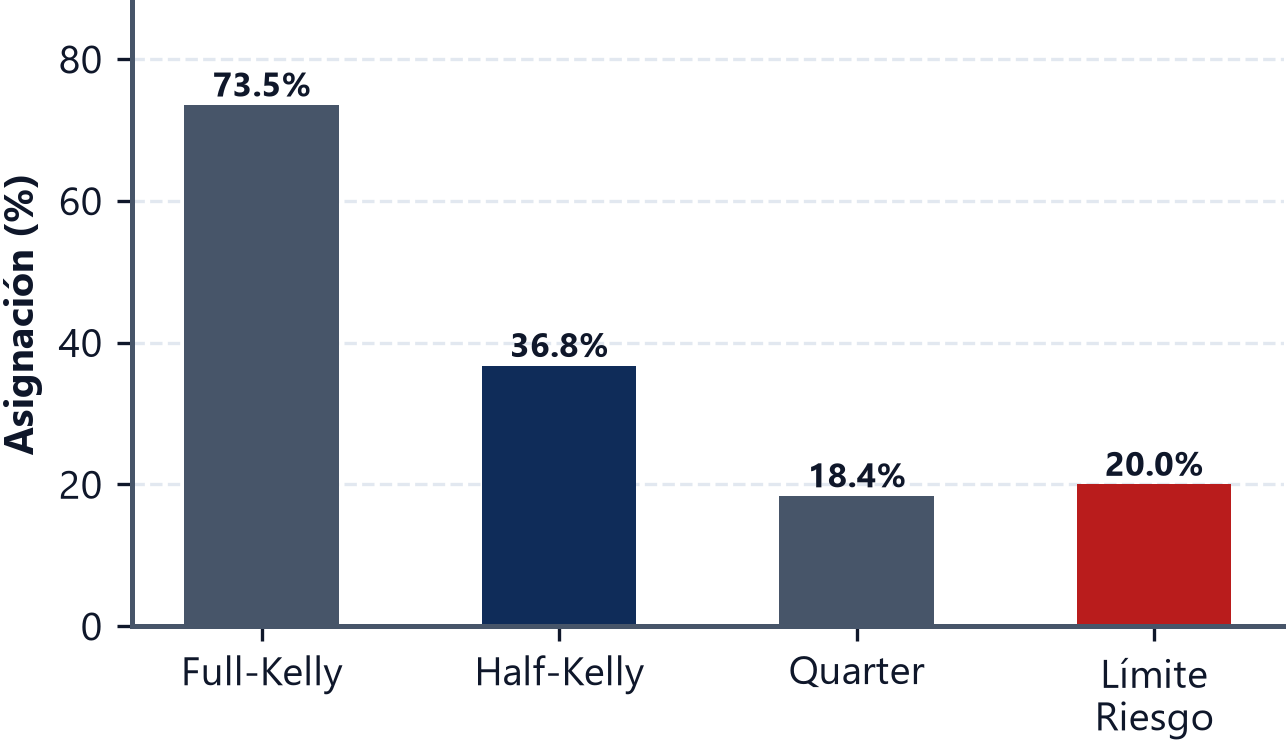 Asignación (%)
80
60
40
20
0
73.5%
36.8%
18.4%
20.0%
Full-Kelly
Half-Kelly
Quarter
Límite
Riesgo